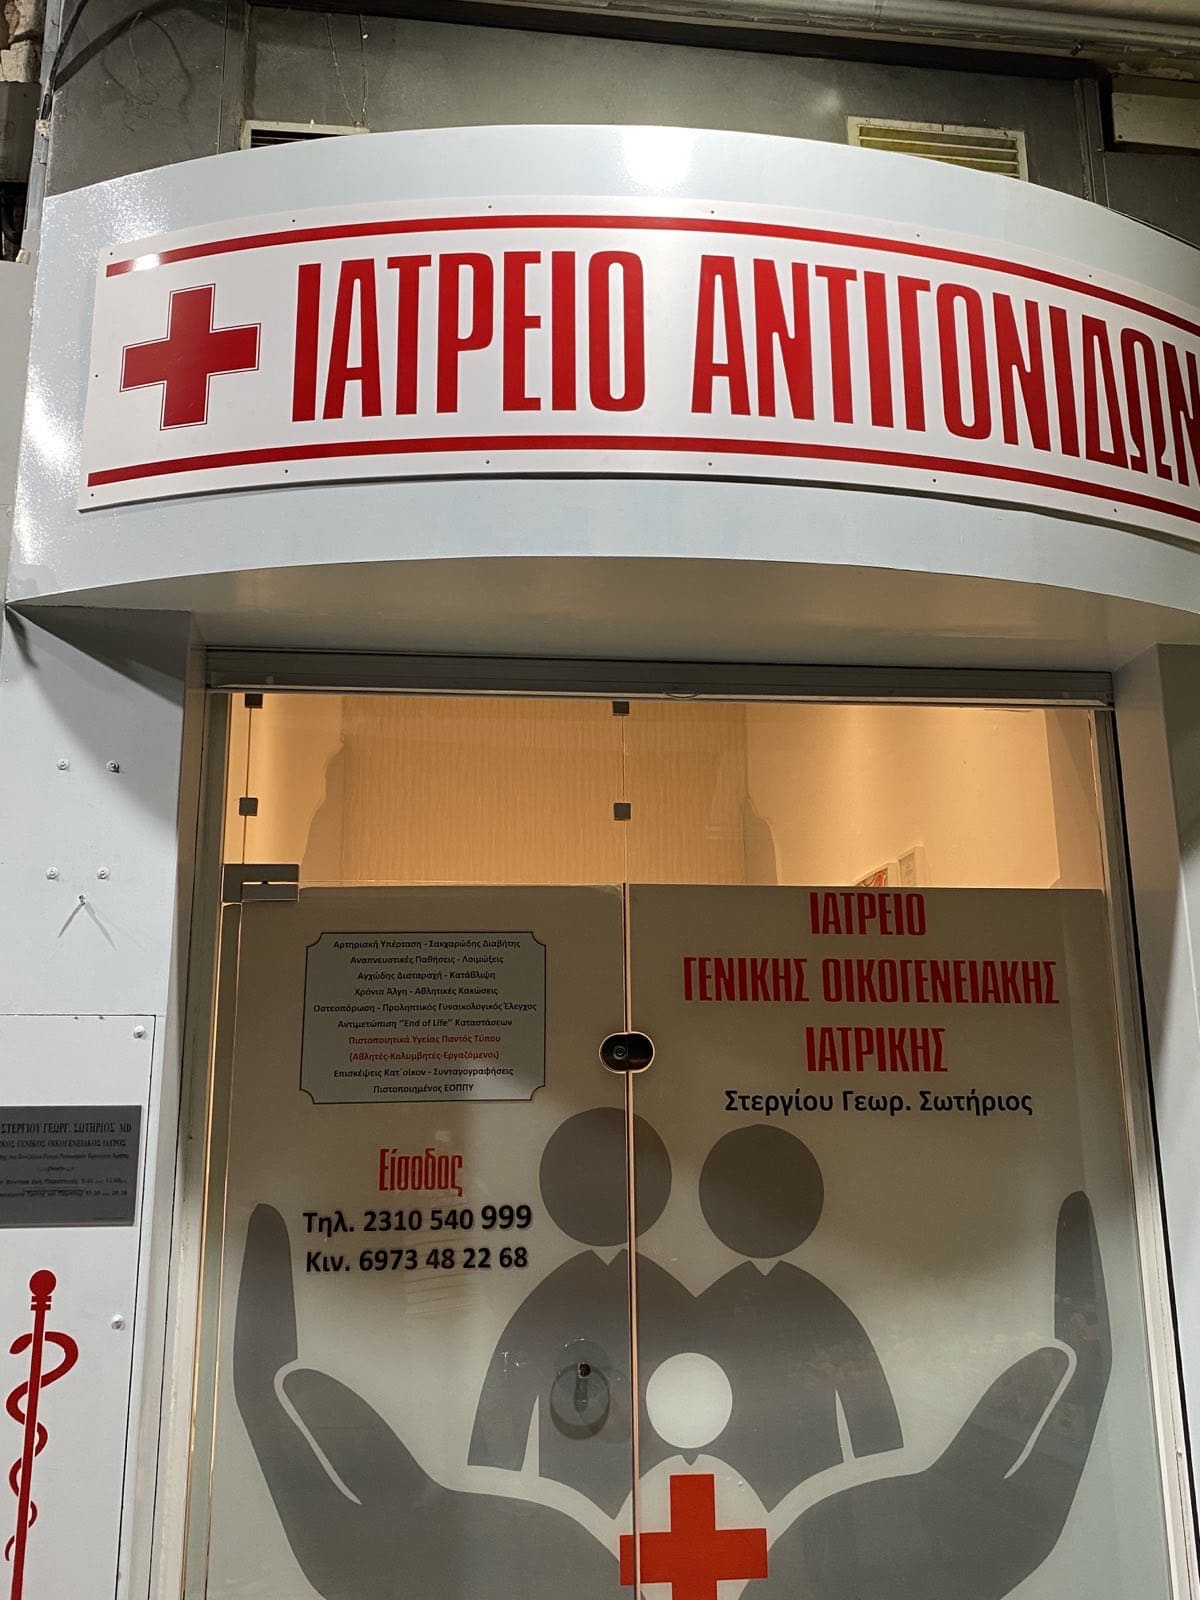 ΙΑΤΡΕΙΟ ΑΝΤΙΓΟΝΙΔΩΝ
Αρτηριακή Υπέρταση - Σακχαρώδης Διαβήτης
Αναπνευστικές Παθήσεις - Λοιμώξεις
Αγχώδης Διαταραχή - Κατάθλιψη
Χρόνια Άλγη - Αθλητικές Κακώσεις
Οστεοπόρωση - Προληπτικός Γυναικολογικός Έλεγχος
Αντιμετώπιση "End of Life" Καταστάσεων
Πιστοποιητικά Υγείας Παντός Τύπου
(Αθλητές-Κολυμβητές-Εργαζόμενοι)
Επισκέψεις Κατ΄οίκον - Συνταγογραφήσεις
Πιστοποιημένος ΕΟΠΠΥ
Είσοδος
Τηλ. 2310 540 999
Κιν. 6973 48 22 68
ΙΑΤΡΕΙΟ
ΓΕΝΙΚΗΣ ΟΙΚΟΓΕΝΕΙΑΚΗΣ
ΙΑΤΡΙΚΗΣ
Στεργίου Γεωρ. Σωτήριος
ΣΤΕΡΓΙΟΥ ΓΕΩΡΓ. ΣΩΤΗΡΙΟΣ MD
ΓΕΝΙΚΟΣ ΟΙΚΟΓΕΝΕΙΑΚΟΣ ΙΑΤΡΟΣ